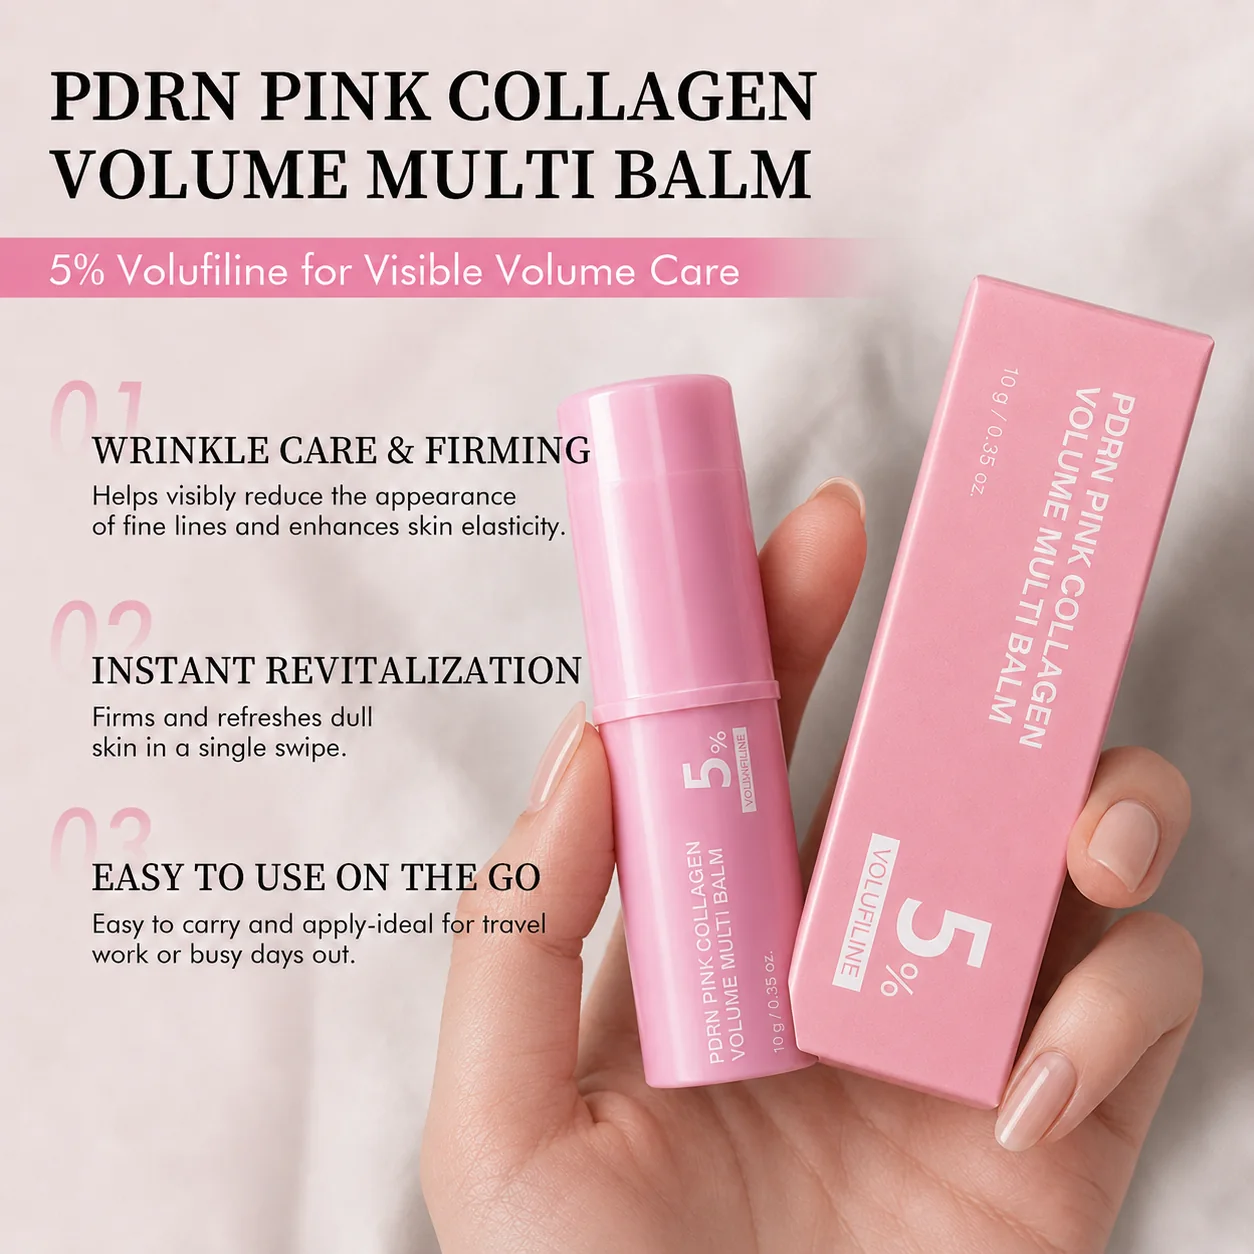 PDRN PINK COLLAGEN
VOLUME MULTI BALM
5% Volufiline for Visible Volume Care
01
WRINKLE CARE & FIRMING
Helps visibly reduce the appearance
of fine lines and enhances skin elasticity.
02
INSTANT REVITALIZATION
Firms and refreshes dull
skin in a single swipe.
03
EASY TO USE ON THE GO
Easy to carry and apply-ideal for travel
work or busy days out.
5%
PDRN PINK COLLAGEN
VOLUME MULTI BALM
10 g / 0.35 oz.
PDRN PINK COLLAGEN
VOLUME MULTI BALM
10 g / 0.35 oz.
5%
VOLUFILINE